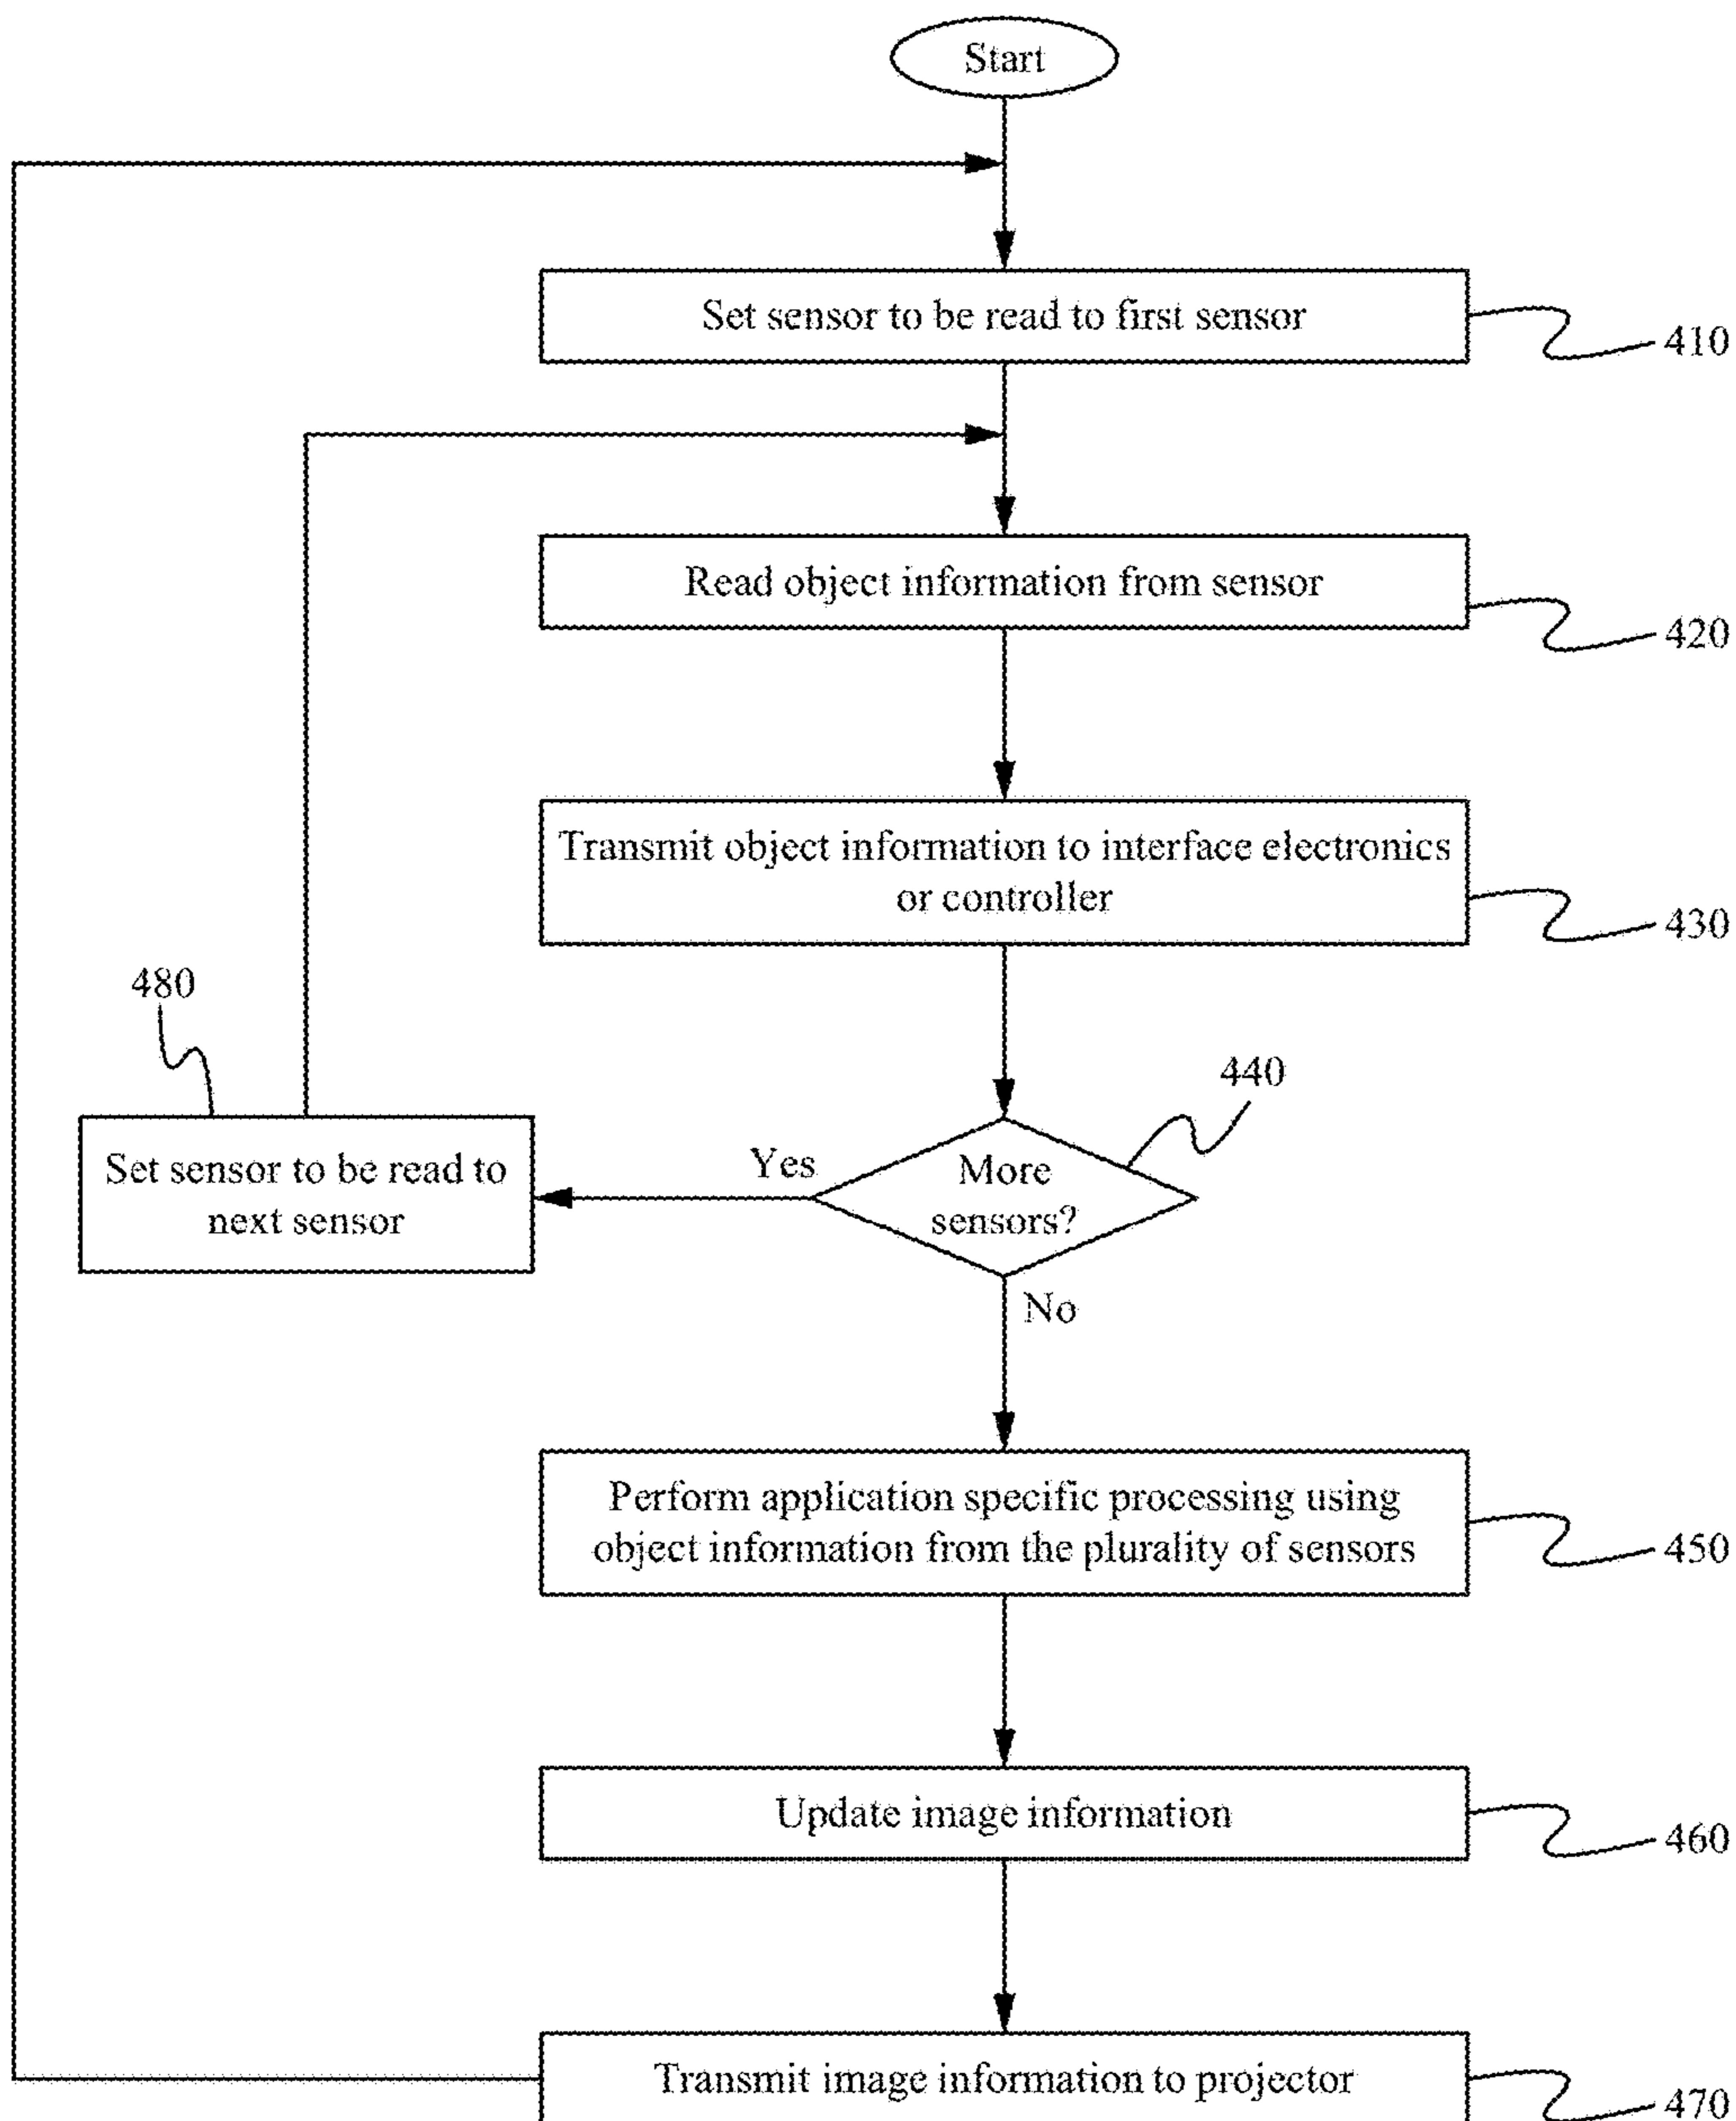 Start
Set sensor to be read to first sensor
410
Read object information from sensor
420
Transmit object information to interface electronics
or controller
430
480
440
Set sensor to be read to
next sensor
Yes
More
sensors?
No
Perform application specific processing using
object information from the plurality of sensors
450
Update image information
460
Transmit image information to projector
470